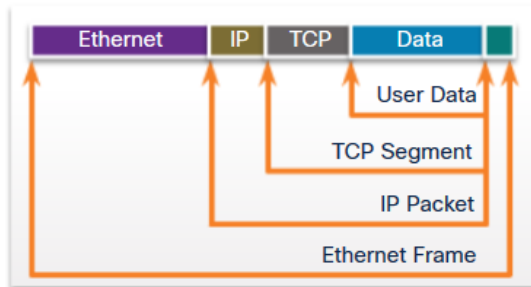 Ethernet IP TCP Data
User Data
TCP Segment
IP Packet
Ethernet Frame